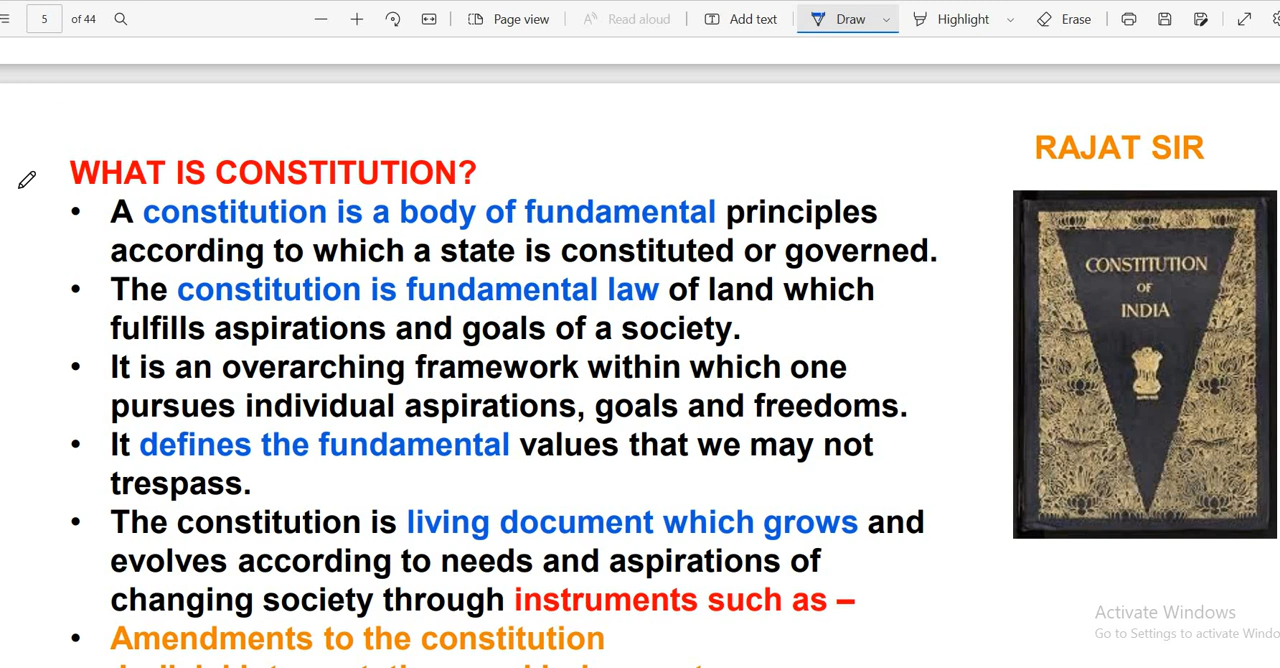 5 of 44 Page view Read aloud Add text Draw Highlight Erase
RAJAT SIR
WHAT IS CONSTITUTION?
• A constitution is a body of fundamental principles
according to which a state is constituted or governed.
• The constitution is fundamental law of land which
fulfills aspirations and goals of a society.
• It is an overarching framework within which one
pursues individual aspirations, goals and freedoms.
• It defines the fundamental values that we may not
trespass.
• The constitution is living document which grows and
evolves according to needs and aspirations of
changing society through instruments such as –
• Amendments to the constitution
CONSTITUTION
OF
INDIA
Activate Windows
Go to Settings to activate